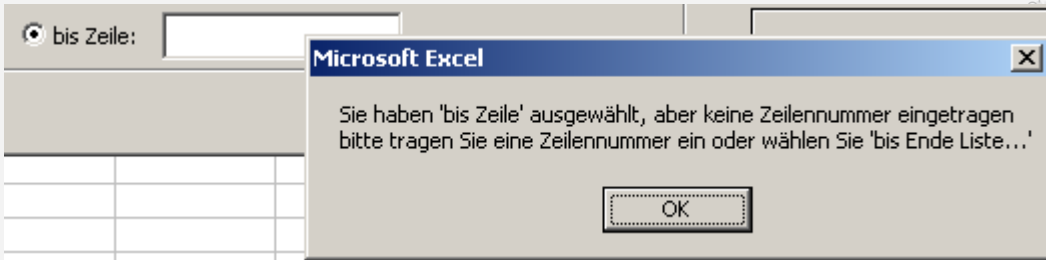 bis Zeile:
Microsoft Excel
Sie haben 'bis Zeile' ausgewählt, aber keine Zeilennummer eingetragen
bitte tragen Sie eine Zeilennummer ein oder wählen Sie 'bis Ende Liste...'
OK